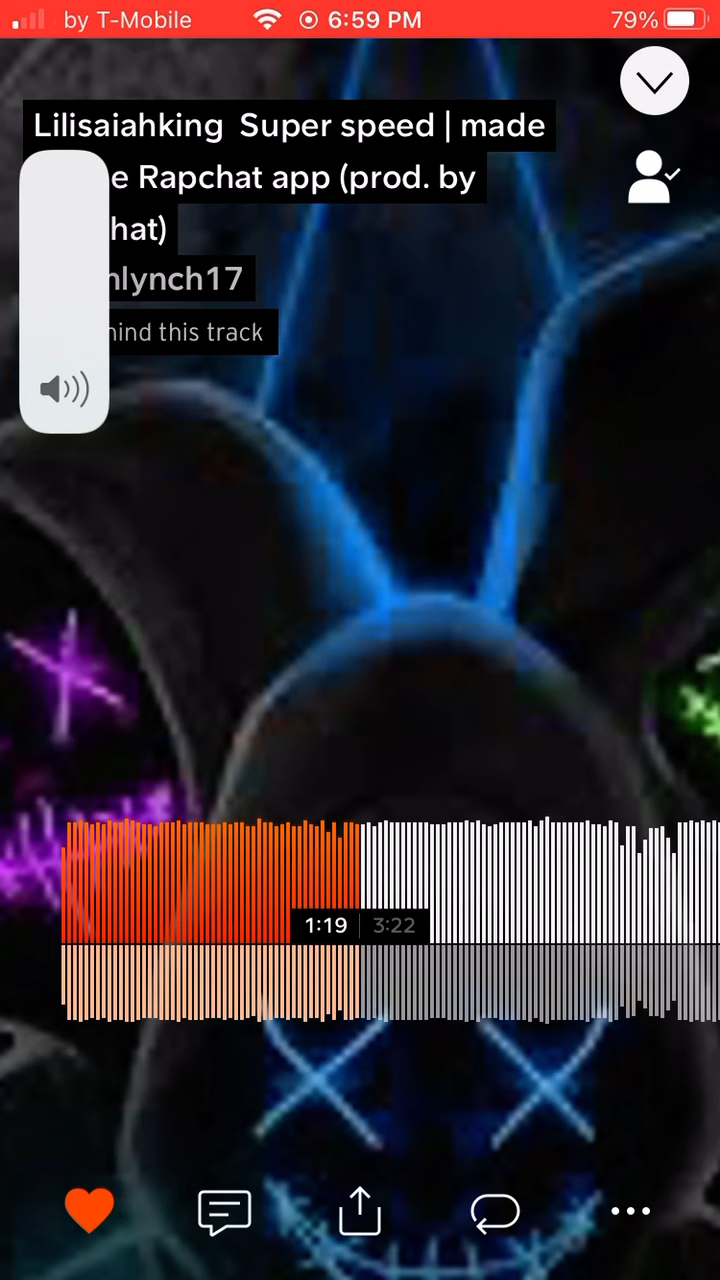 by T-Mobile 6:59 PM 79%
Lilisaiahking Super speed | made
e Rapchat app (prod. by
hat)
nlynch17
hind this track
1:19 3:22